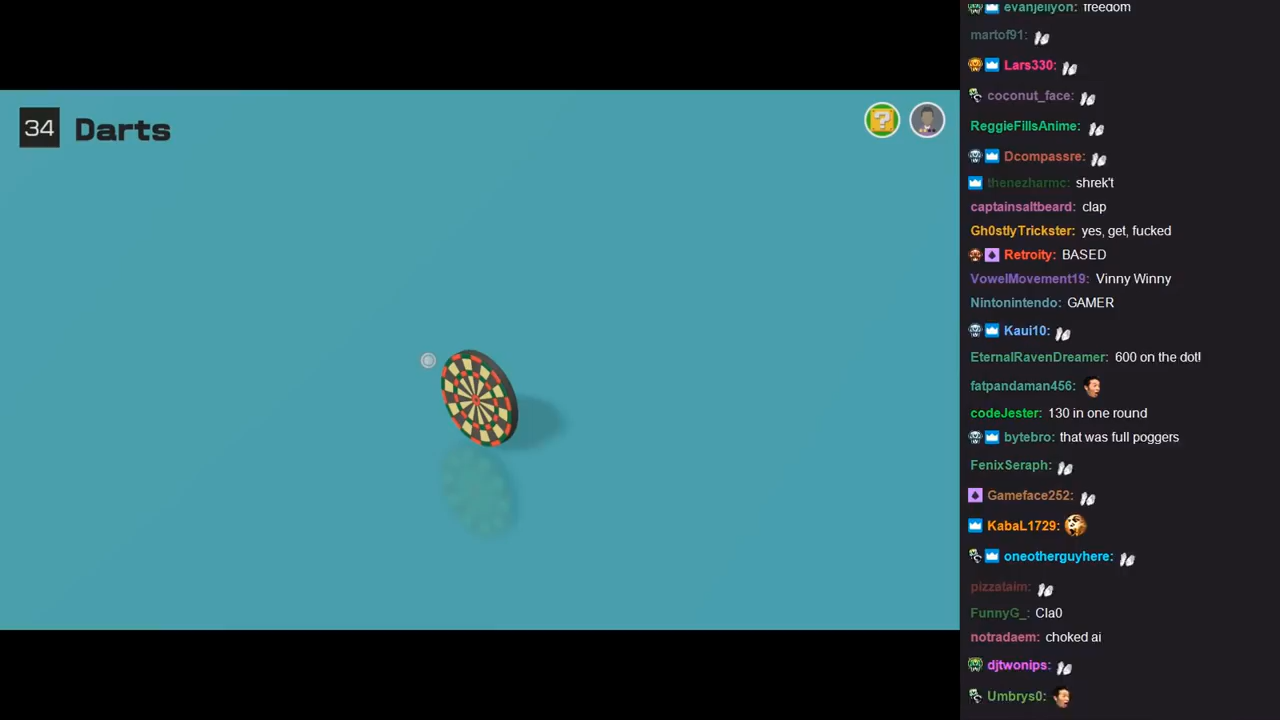 34 Darts
?
evanjellyon: freedom
martof91:
Lars330:
coconut_face:
ReggieFillsAnime:
Dcompassre:
thenezharmc: shrek't
captainsaltbeard: clap
Gh0stlyTrickster: yes, get, fucked
Retroity: BASED
VowelMovement19: Vinny Winny
Nintonintendo: GAMER
Kaui10:
EternalRavenDreamer: 600 on the dot!
fatpandaman456:
codeJester: 130 in one round
bytebro: that was full poggers
FenixSeraph:
Gameface252:
KabaL1729:
oneotherguyhere:
pizzataim:
FunnyG_: Cla0
notradaem: choked ai
djtwonips:
Umbrys0: